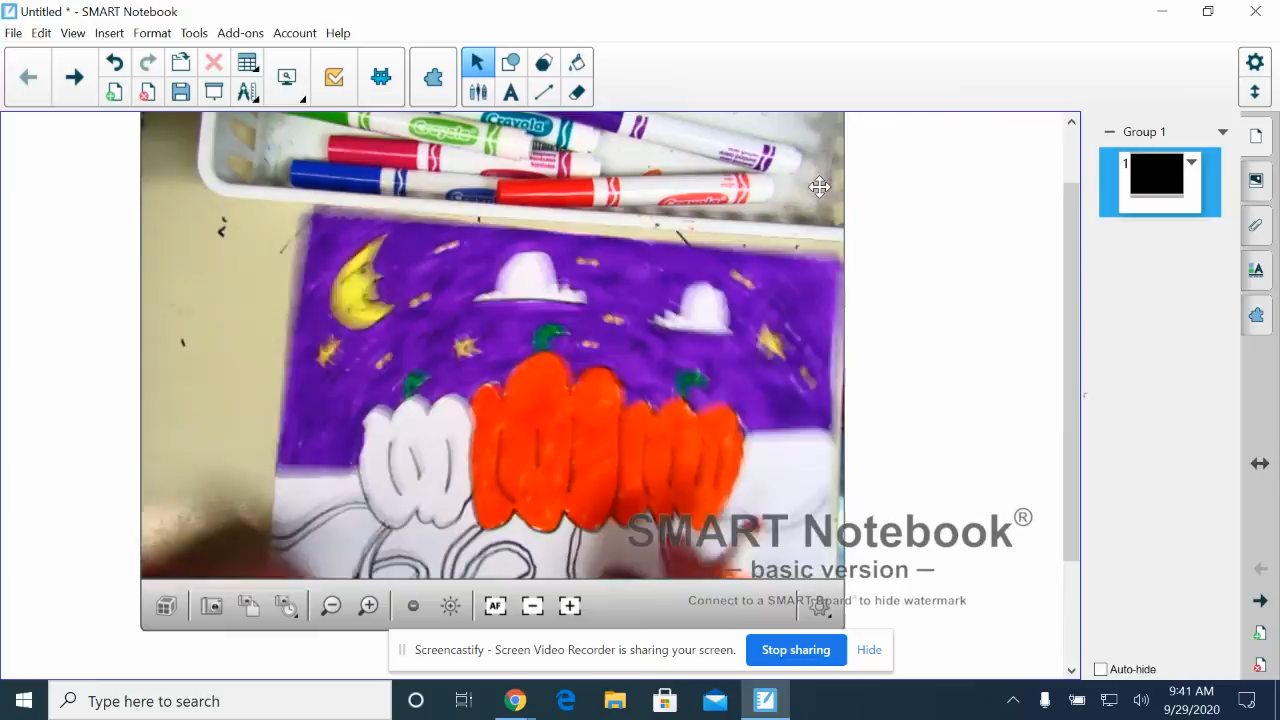 Untitled * - SMART Notebook
File Edit View Insert Format Tools Add-ons Account Help
Group 1
1
Crayola
Crayola
Crayola
SMART Notebook®
— basic version —
Connect to a SMART Board® to hide watermark
AF
Screencastify - Screen Video Recorder is sharing your screen.
Stop sharing
Hide
Auto-hide
Type here to search
9:41 AM
9/29/2020